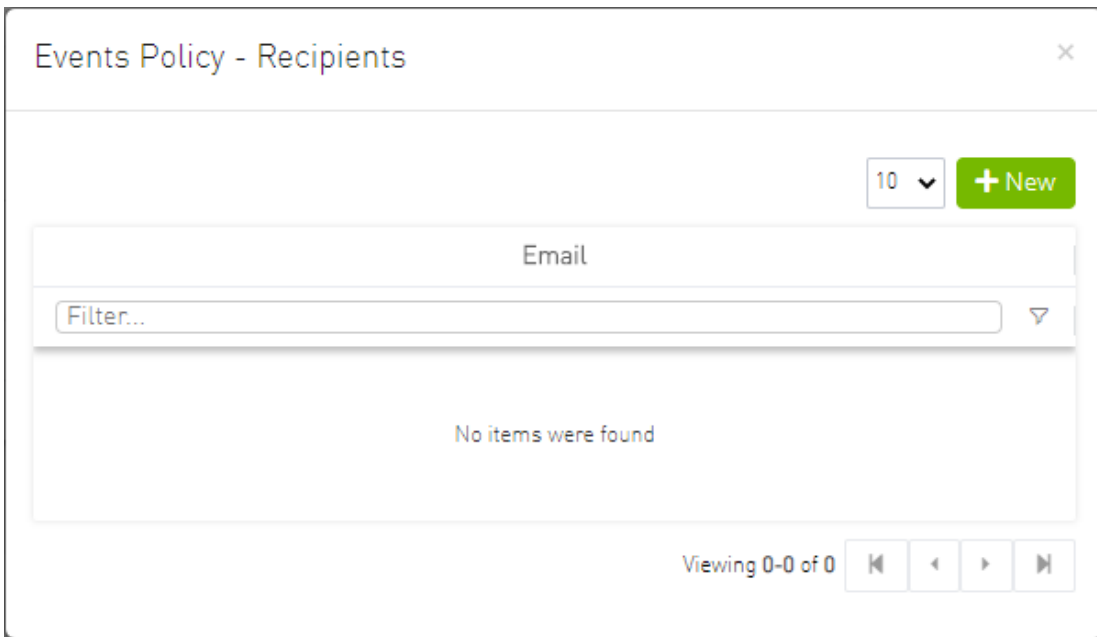 Events Policy - Recipients
10
New
Email
Filter...
No items were found
Viewing 0-0 of 0